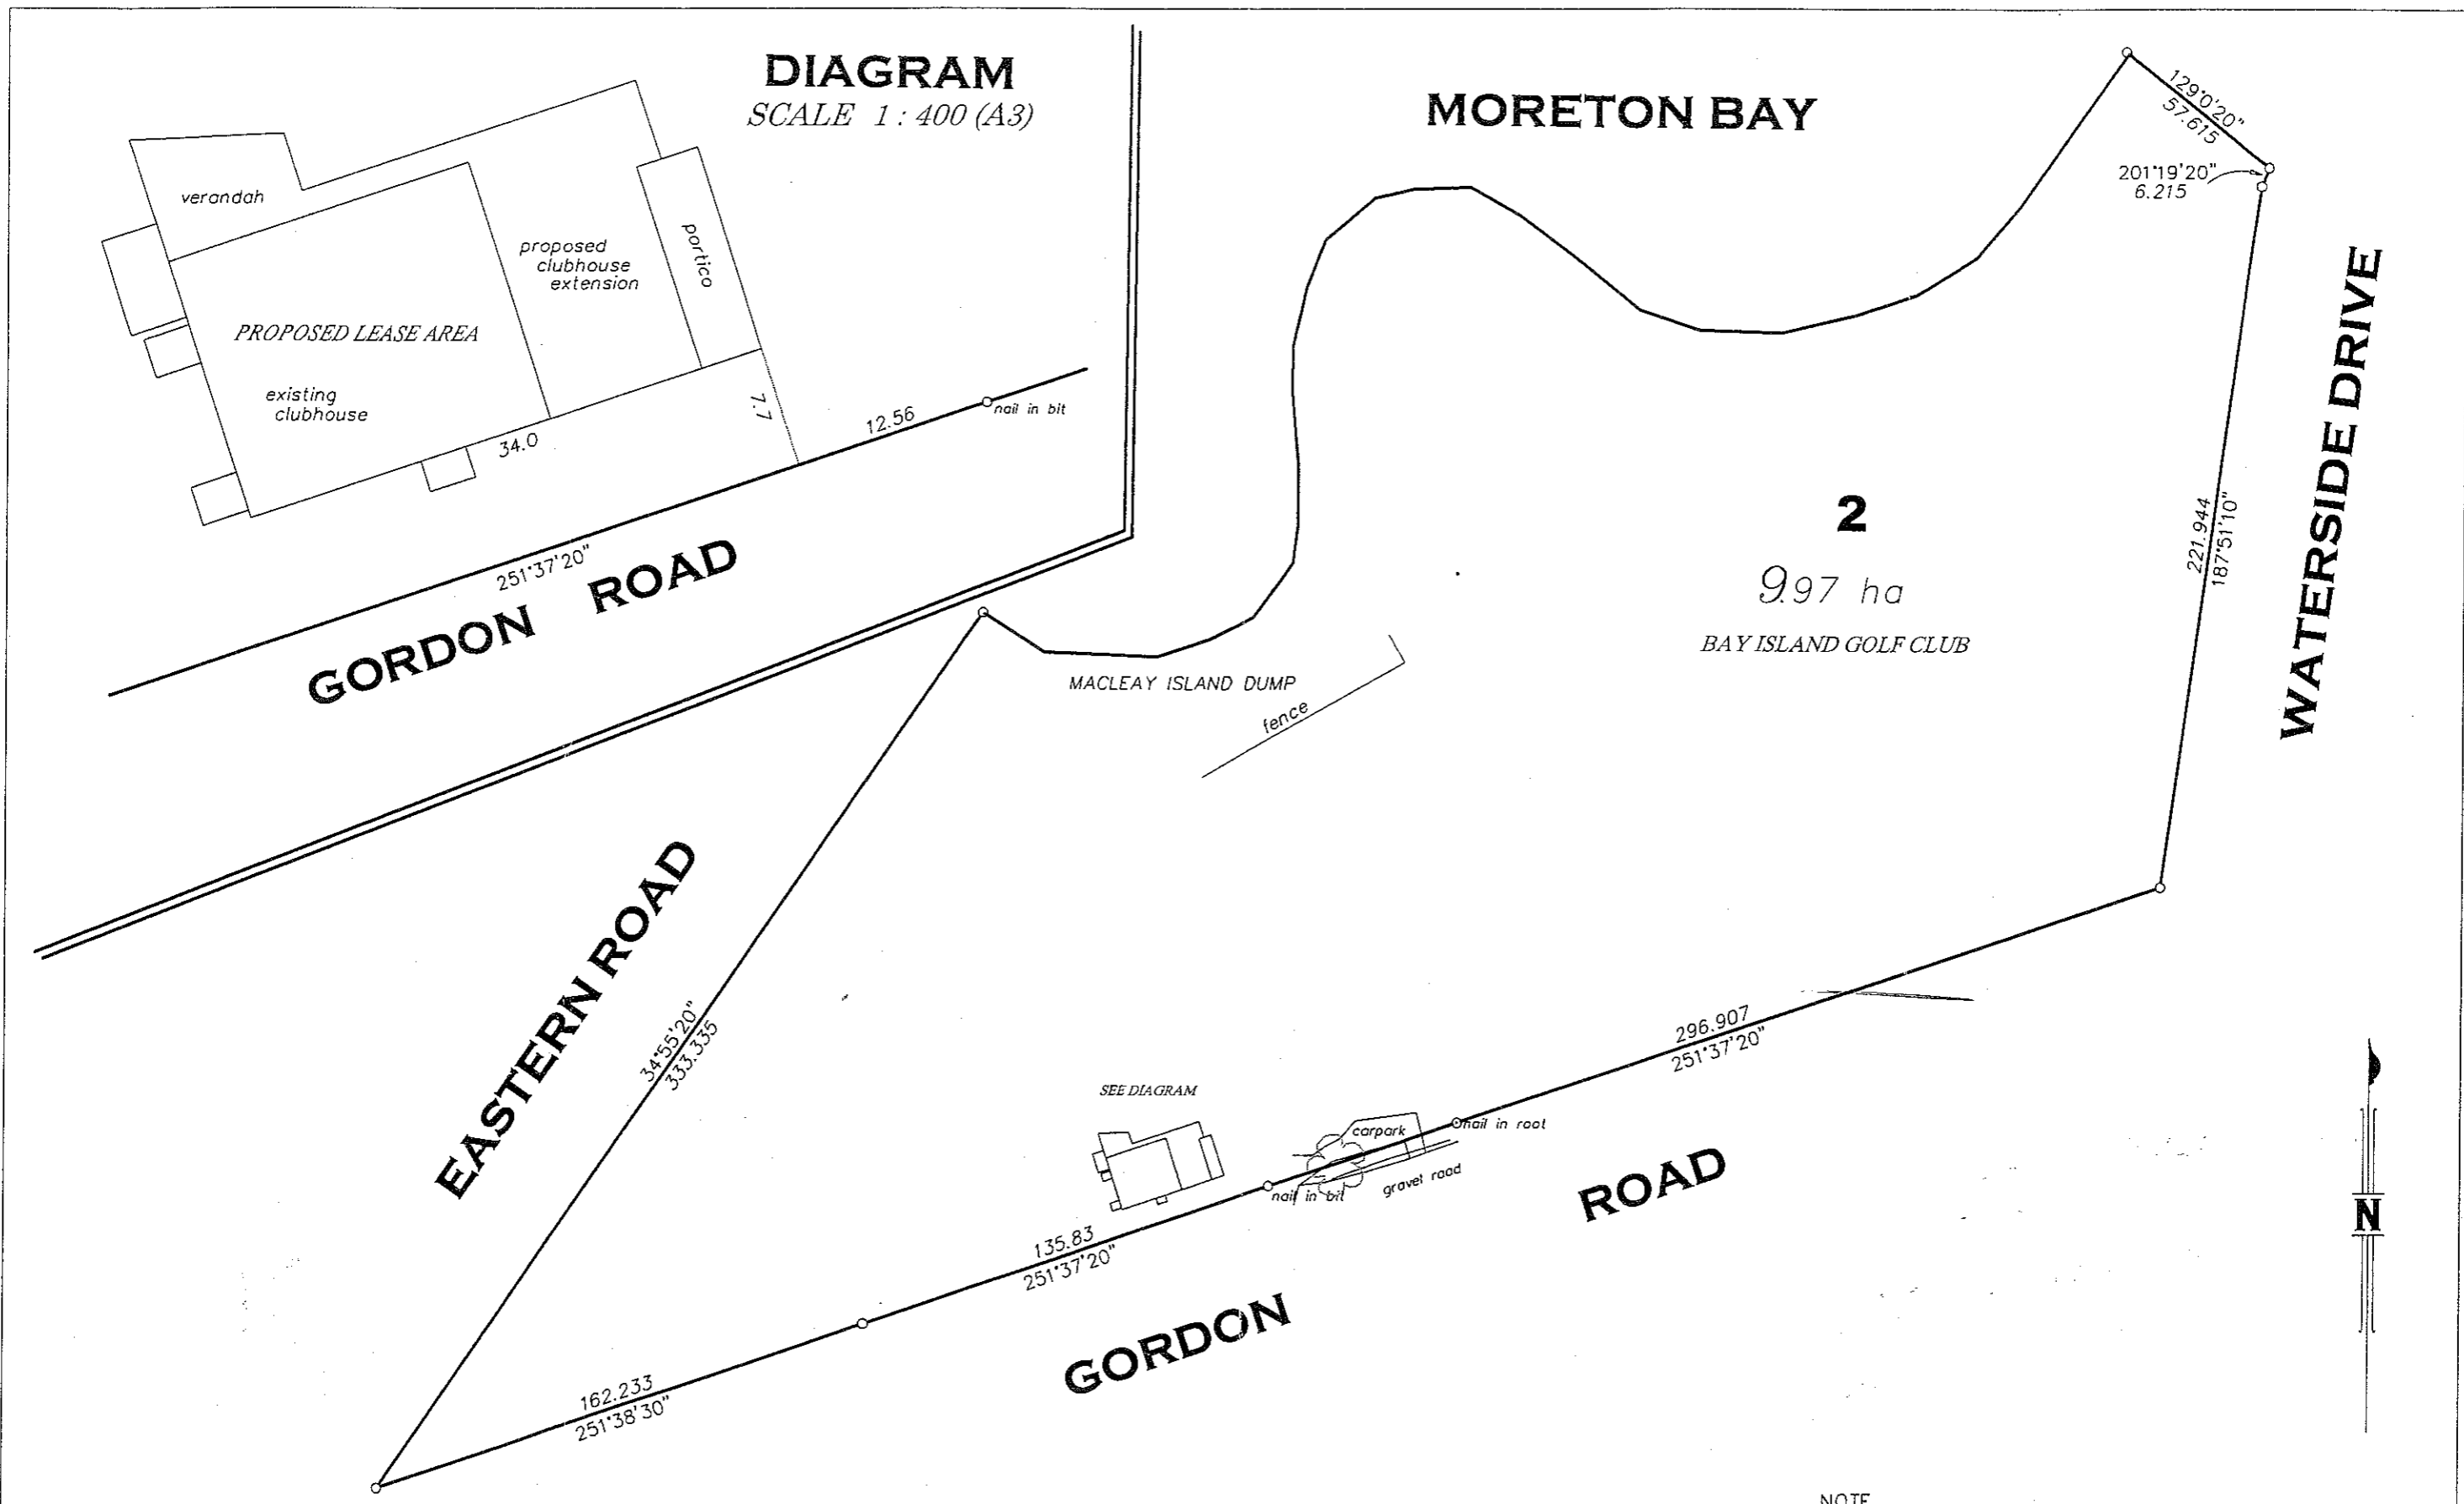 DIAGRAM
SCALE 1 : 400 (A3)
verandah
proposed
clubhouse
extension
portico
PROPOSED LEASE AREA
existing
clubhouse
34.0
7.7
12.56
nail in bit
251°37'20"
GORDON ROAD
MORETON BAY
129°0'20"
57.615
201°19'20"
6.215
WATERSIDE DRIVE
221.944
187°51'10"
2
9.97 ha
BAY ISLAND GOLF CLUB
MACLEAY ISLAND DUMP
fence
EASTERN ROAD
34°55'20"
333.335
SEE DIAGRAM
carpark
nail in root
nail in bit
gravel road
296.907
251°37'20"
135.83
251°37'20"
162.233
251°38'30"
GORDON ROAD
N
NOTE